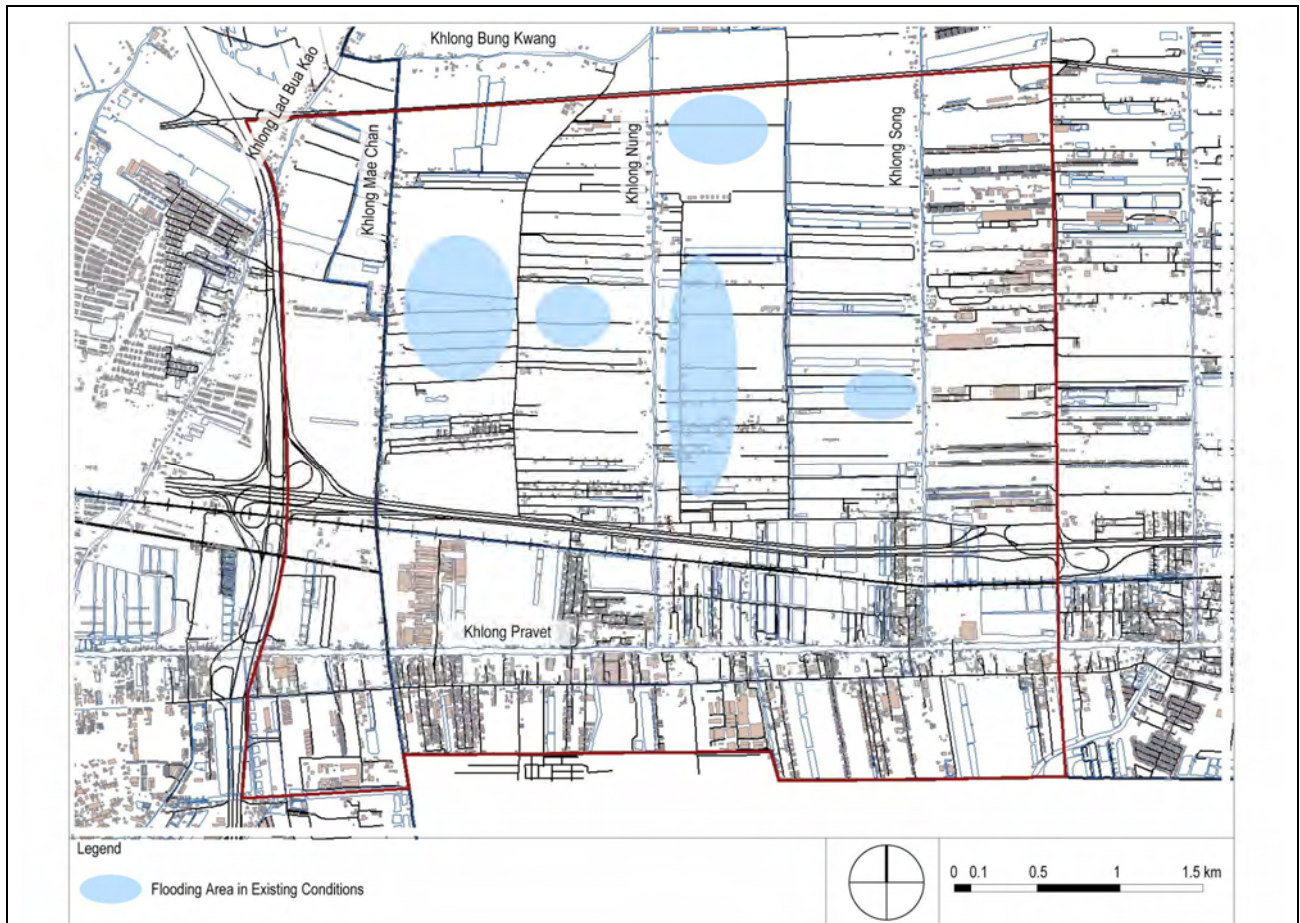 Khlong Bung Kwang
Khlong Lad Bua Kao
Khlong Mae Chan
Khlong Nung
Khlong Song
Khlong Pravet
Legend
Flooding Area in Existing Conditions
0 0.1 0.5 1 1.5 km